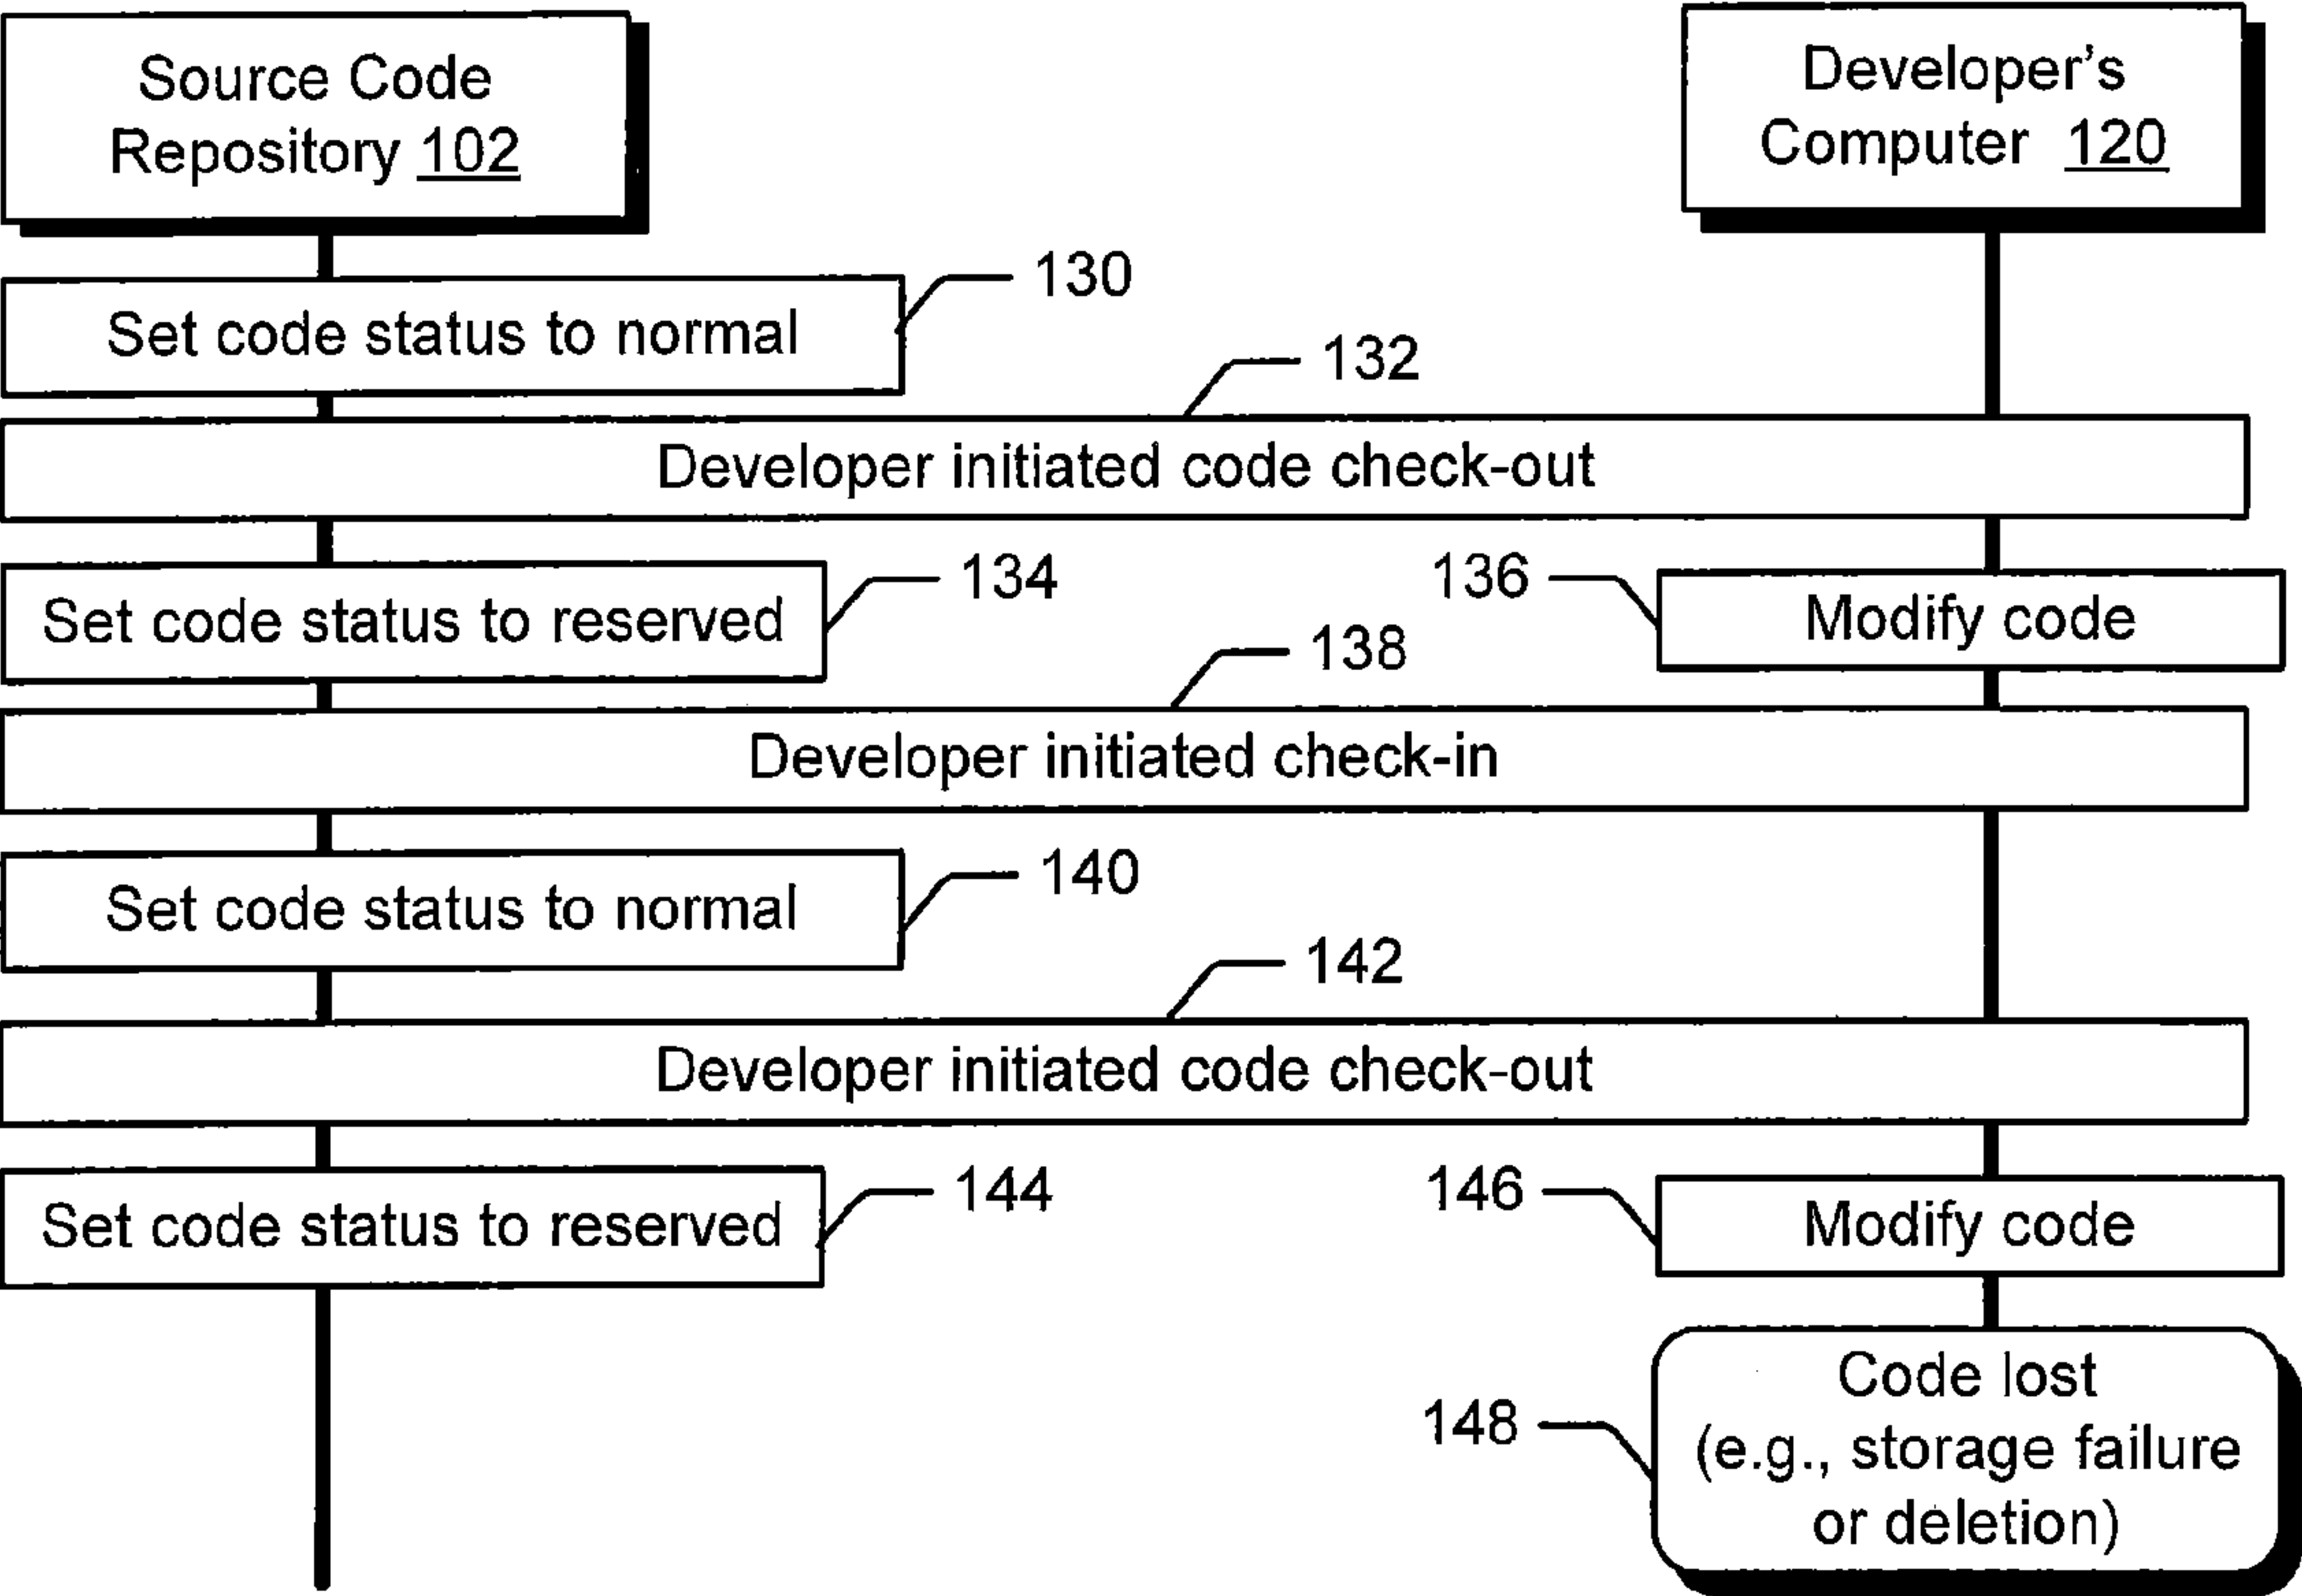 Source Code
Repository 102
Developer's
Computer 120
130
Set code status to normal
132
Developer initiated code check-out
134
Set code status to reserved
136
Modify code
138
Developer initiated check-in
140
Set code status to normal
142
Developer initiated code check-out
144
Set code status to reserved
146
Modify code
148
Code lost
(e.g., storage failure
or deletion)